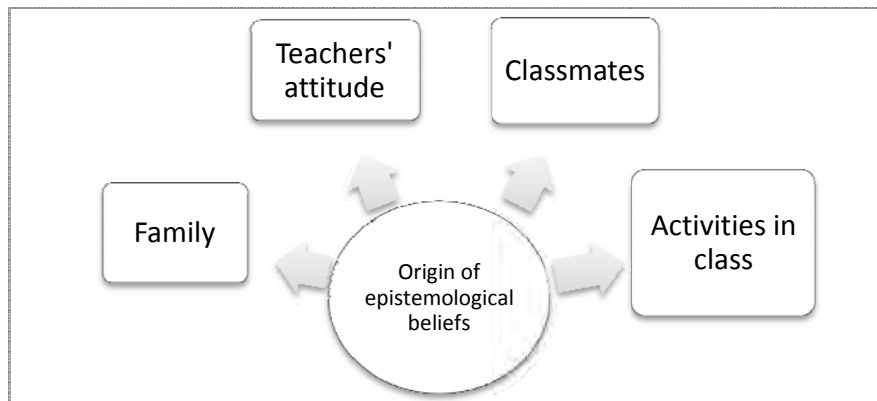 Teachers'
attitude
Classmates
Family
Activities in
class
Origin of
epistemological
beliefs